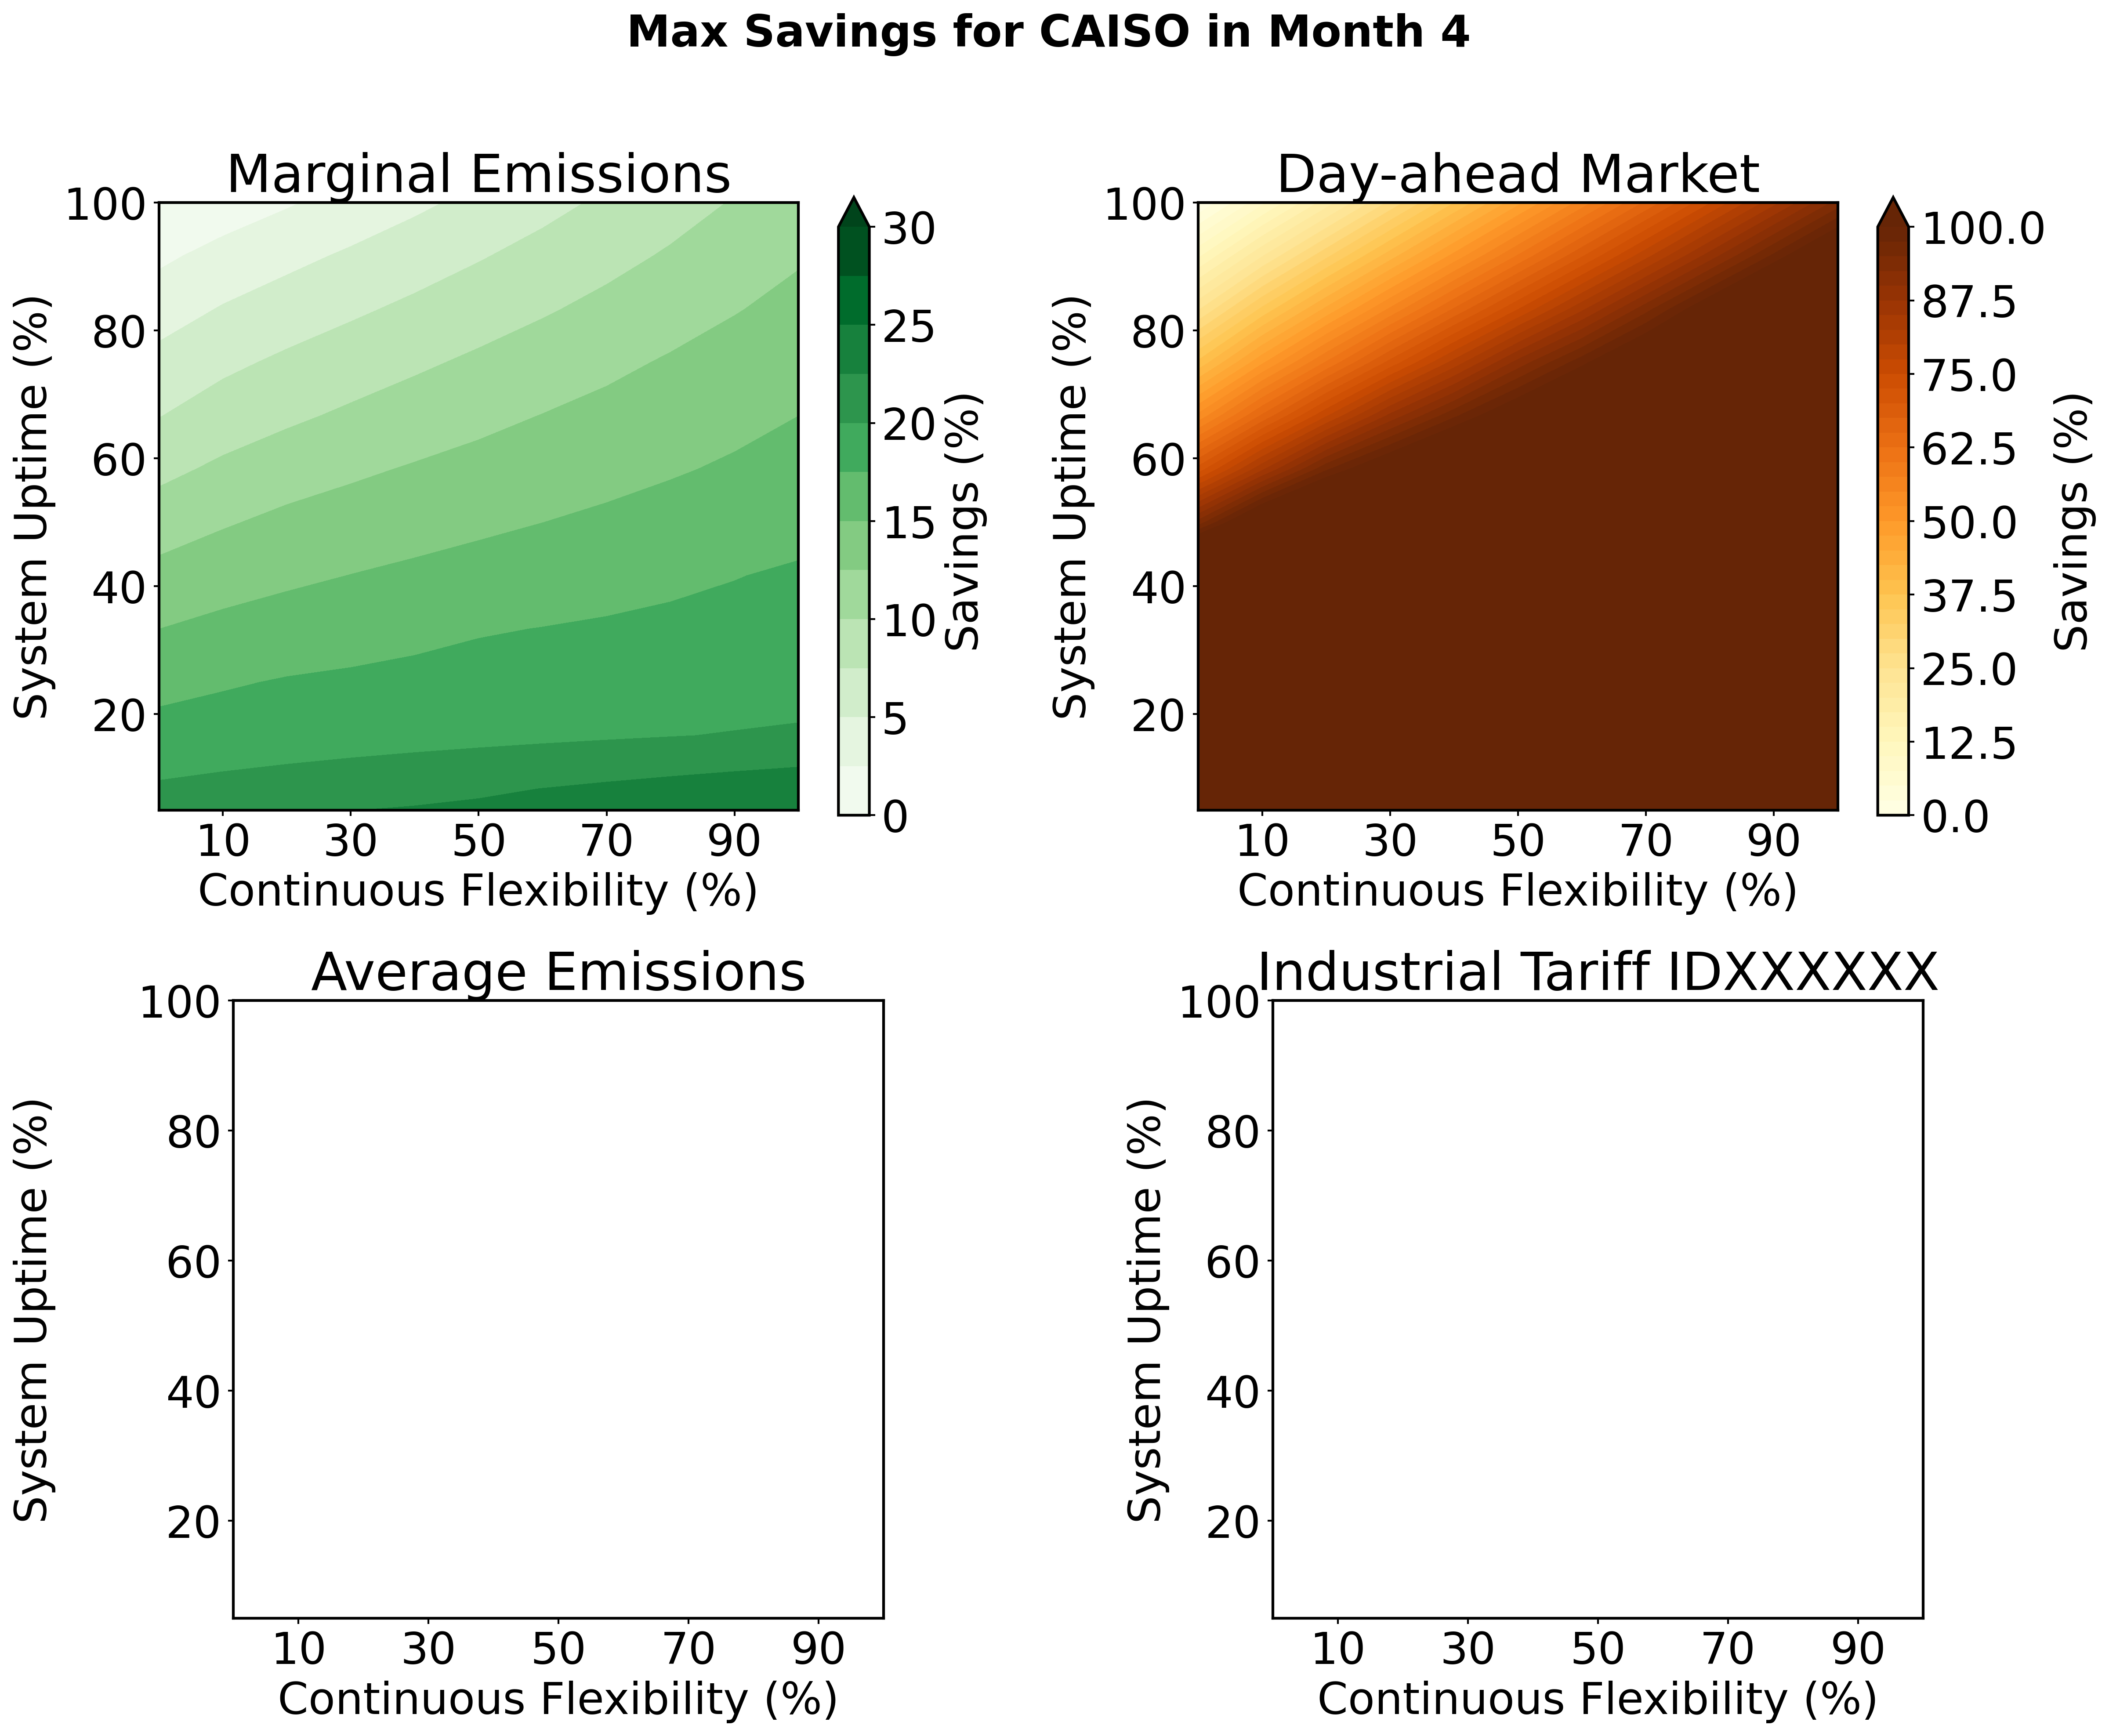 Max Savings for CAISO in Month 4
Marginal Emissions
100
80
60
40
20
System Uptime (%)
10 30 50 70 90
Continuous Flexibility (%)
30
25
20
15
10
5
0
Savings (%)
Day-ahead Market
100
80
60
40
20
System Uptime (%)
10 30 50 70 90
Continuous Flexibility (%)
100.0
87.5
75.0
62.5
50.0
37.5
25.0
12.5
0.0
Savings (%)
Average Emissions
100
80
60
40
20
System Uptime (%)
10 30 50 70 90
Continuous Flexibility (%)
Industrial Tariff IDXXXXXX
100
80
60
40
20
System Uptime (%)
10 30 50 70 90
Continuous Flexibility (%)